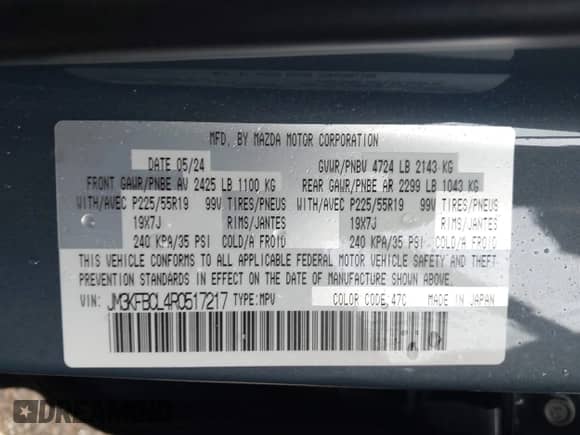 MFD. BY MAZDA MOTOR CORPORATION
DATE 05/24 GVWR/PNBV 4724 LB 2143 KG
FRONT GAWR/PNBE AV 2425 LB 1100 KG REAR GAWR/PNBE AR 2299 LB 1043 KG
WITH/AVEC P225/55R19 99V TIRES/PNEUS WITH/AVEC P225/55R19 99V TIRES/PNEUS
19X7J RIMS/JANTES 19X7J RIMS/JANTES
240 KPA/35 PSI COLD/A FROID 240 KPA/35 PSI COLD/A FROID
THIS VEHICLE CONFORMS TO ALL APPLICABLE FEDERAL MOTOR VEHICLE SAFETY AND THEFT
PREVENTION STANDARDS IN EFFECT ON THE DATE OF MANUFACTURE SHOWN ABOVE.
VIN: JM3KFBCL4R0517217 TYPE:MPV COLOR CODE:47C MADE IN JAPAN
DREAMBID